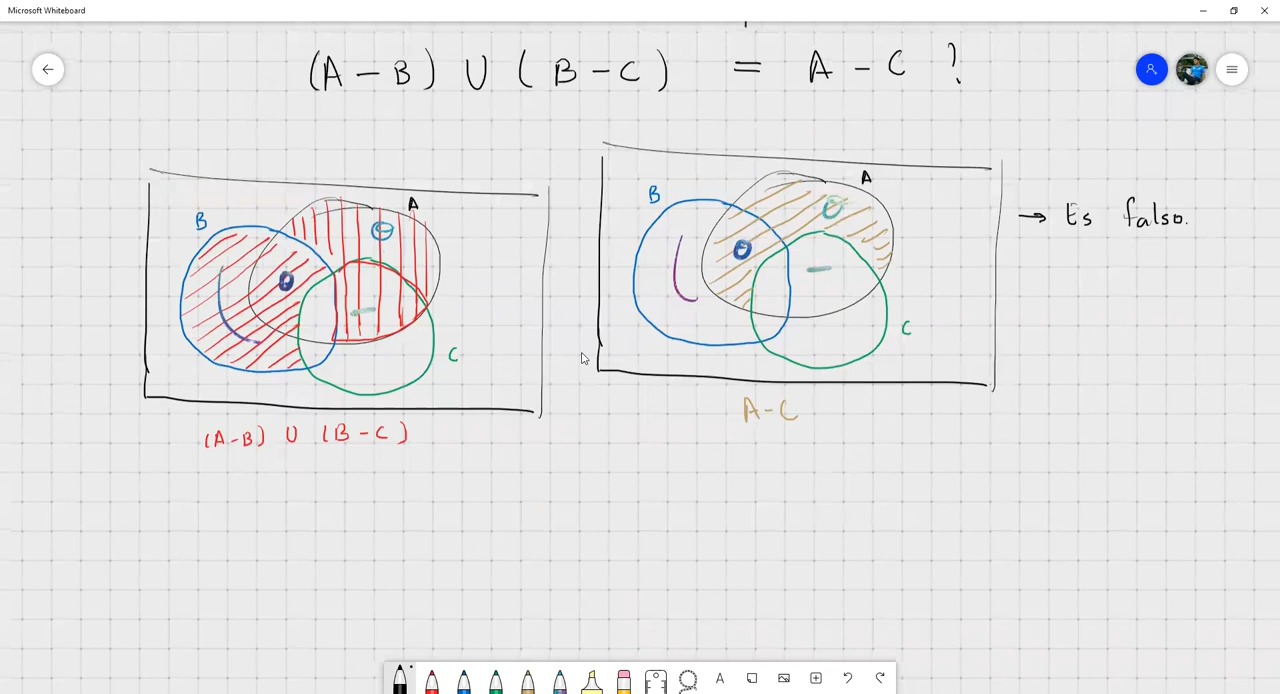 Microsoft Whiteboard
(A - B) U (B - C) = A - C ?
B A C
(A-B) U (B-C)
B A C
A-C
→ Es falso.
A